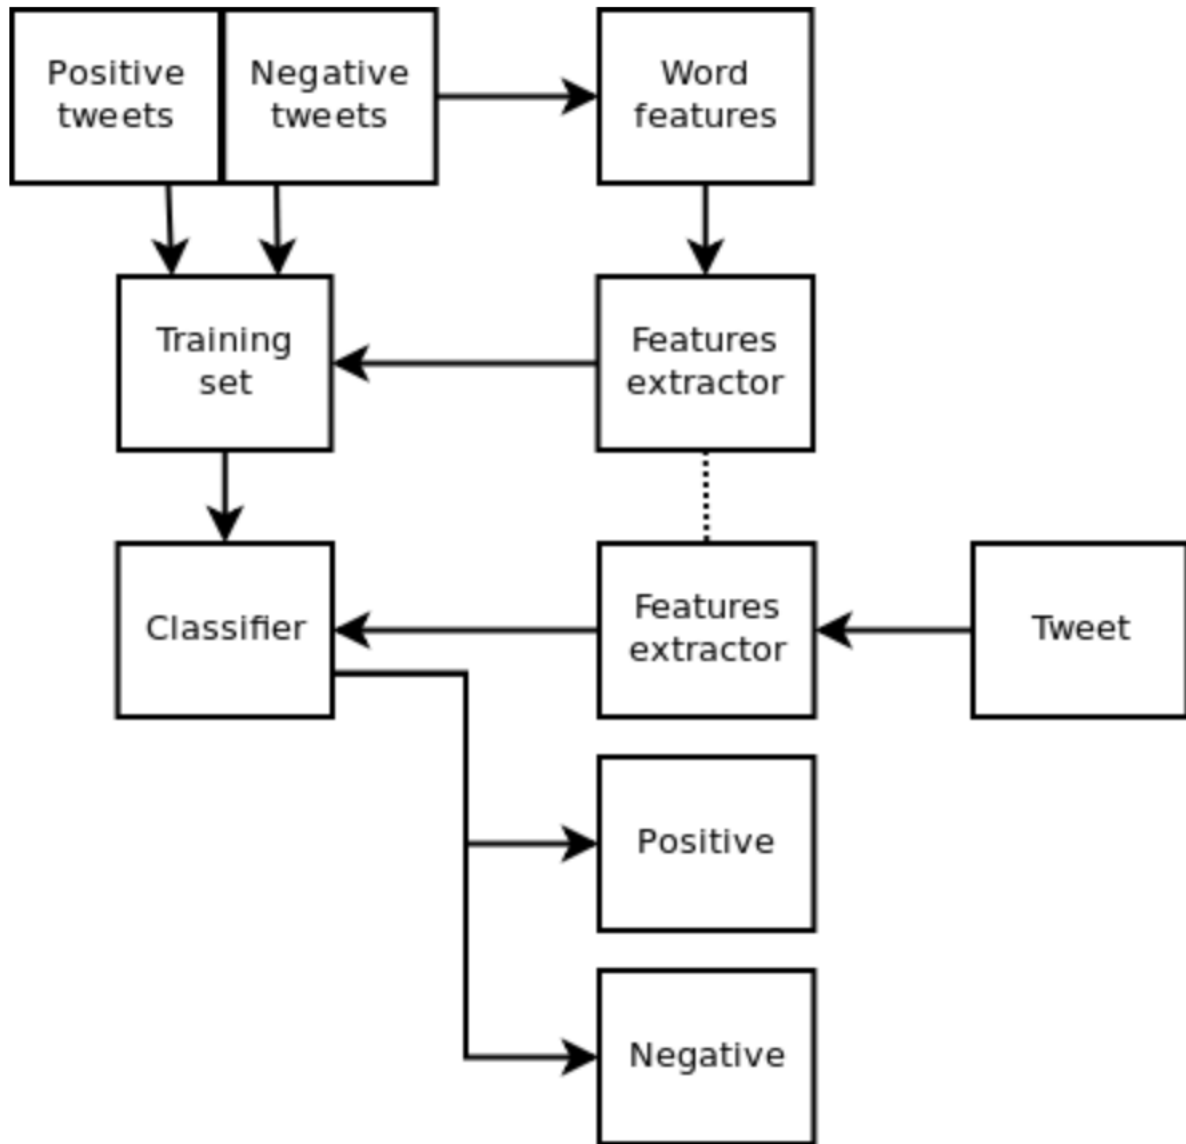 Positive
tweets
Negative
tweets
Word
features
Training
set
Features
extractor
Classifier
Features
extractor
Tweet
Positive
Negative